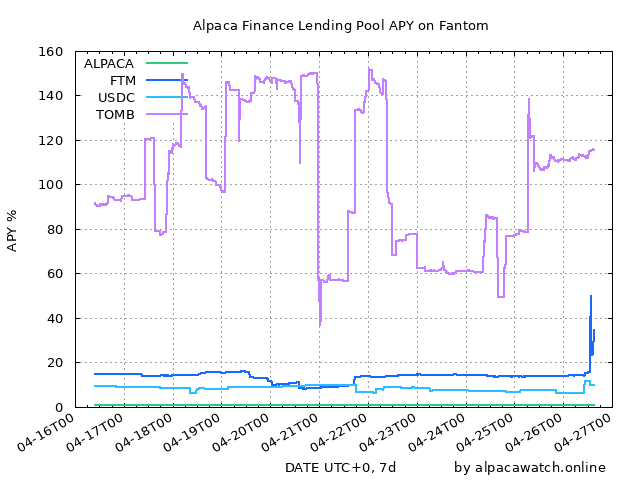 Alpaca Finance Lending Pool APY on Fantom
160
140
120
100
80
60
40
20
0
APY %
ALPACA
FTM
USDC
TOMB
04-16T00
04-17T00
04-18T00
04-19T00
04-20T00
04-21T00
04-22T00
04-23T00
04-24T00
04-25T00
04-26T00
04-27T00
DATE UTC+0, 7d
by alpacawatch.online